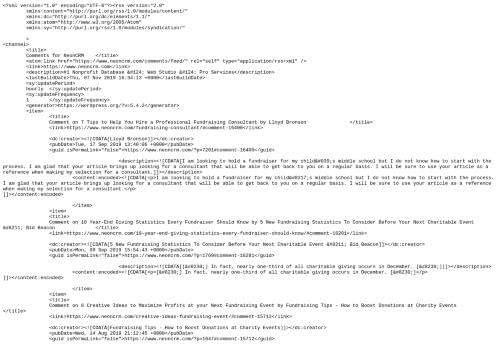 <?xml version="1.0" encoding="UTF-8"?><rss version="2.0"
xmlns:content="http://purl.org/rss/1.0/modules/content/"
xmlns:dc="http://purl.org/dc/elements/1.1/"
xmlns:atom="http://www.w3.org/2005/Atom"
xmlns:sy="http://purl.org/rss/1.0/modules/syndication/"
>
<channel>
<title>
Comments for NeonCRM </title>
<atom:link href="https://www.neoncrm.com/comments/feed/" rel="self" type="application/rss+xml" />
<link>https://www.neoncrm.com</link>
<description>#1 Nonprofit Database &#124; Web Studio &#124; Pro Services</description>
<lastBuildDate>Thu, 07 Nov 2019 16:34:13 +0000</lastBuildDate>
<sy:updatePeriod>
hourly </sy:updatePeriod>
<sy:updateFrequency>
1 </sy:updateFrequency>
<generator>https://wordpress.org/?v=5.4.2</generator>
<item>
<title>
Comment on 7 Tips to Help You Hire a Professional Fundraising Consultant by Lloyd Bronson </title>
<link>https://www.neoncrm.com/fundraising-consultant/#comment-16409</link>
<dc:creator><![CDATA[Lloyd Bronson]]></dc:creator>
<pubDate>Tue, 17 Sep 2019 13:40:06 +0000</pubDate>
<guid isPermaLink="false">https://www.neoncrm.com/?p=7201#comment-16409</guid>
<description><![CDATA[I am looking to hold a fundraiser for my child&#039;s middle school but I do not know how to start with the
process. I am glad that your article brings up looking for a consultant that will be able to get back to you on a regular basis. I will be sure to use your article as a
reference when making my selection for a consultant.]]></description>
<content:encoded><![CDATA[<p>I am looking to hold a fundraiser for my child&#8217;s middle school but I do not know how to start with the process.
I am glad that your article brings up looking for a consultant that will be able to get back to you on a regular basis. I will be sure to use your article as a reference
when making my selection for a consultant.</p>
]]></content:encoded>
</item>
<item>
<title>
Comment on 10 Year-End Giving Statistics Every Fundraiser Should Know by 5 New Fundraising Statistics To Consider Before Your Next Charitable Event
&#8211; Bid Beacon </title>
<link>https://www.neoncrm.com/10-year-end-giving-statistics-every-fundraiser-should-know/#comment-16201</link>
<dc:creator><![CDATA[5 New Fundraising Statistics To Consider Before Your Next Charitable Event &#8211; Bid Beacon]]></dc:creator>
<pubDate>Mon, 09 Sep 2019 15:54:43 +0000</pubDate>
<guid isPermaLink="false">https://www.neoncrm.com/?p=1769#comment-16201</guid>
<description><![CDATA[[&#8230;] In fact, nearly one-third of all charitable giving occurs in December. [&#8230;]]]></description>
<content:encoded><![CDATA[<p>[&#8230;] In fact, nearly one-third of all charitable giving occurs in December. [&#8230;]</p>
]]></content:encoded>
</item>
<item>
<title>
Comment on 8 Creative Ideas to Maximize Profits at your Next Fundraising Event by Fundraising Tips - How to Boost Donations at Charity Events
</title>
<link>https://www.neoncrm.com/creative-ideas-fundraising-event/#comment-15712</link>
<dc:creator><![CDATA[Fundraising Tips - How to Boost Donations at Charity Events]]></dc:creator>
<pubDate>Wed, 14 Aug 2019 21:12:45 +0000</pubDate>
<guid isPermaLink="false">https://www.neoncrm.com/?p=1647#comment-15712</guid>